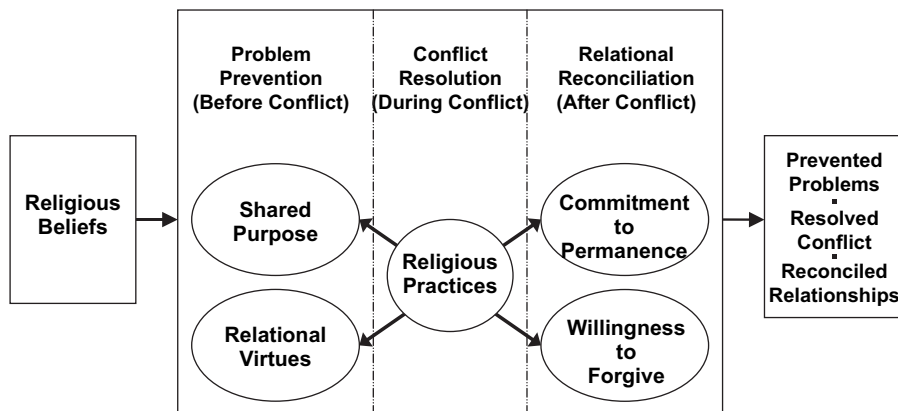 Religious
Beliefs
Problem
Prevention
(Before Conflict)
Conflict
Resolution
(During Conflict)
Relational
Reconciliation
(After Conflict)
Shared
Purpose
Relational
Virtues
Religious
Practices
Commitment
to
Permanence
Willingness
to
Forgive
Prevented
Problems
Resolved
Conflict
Reconciled
Relationships